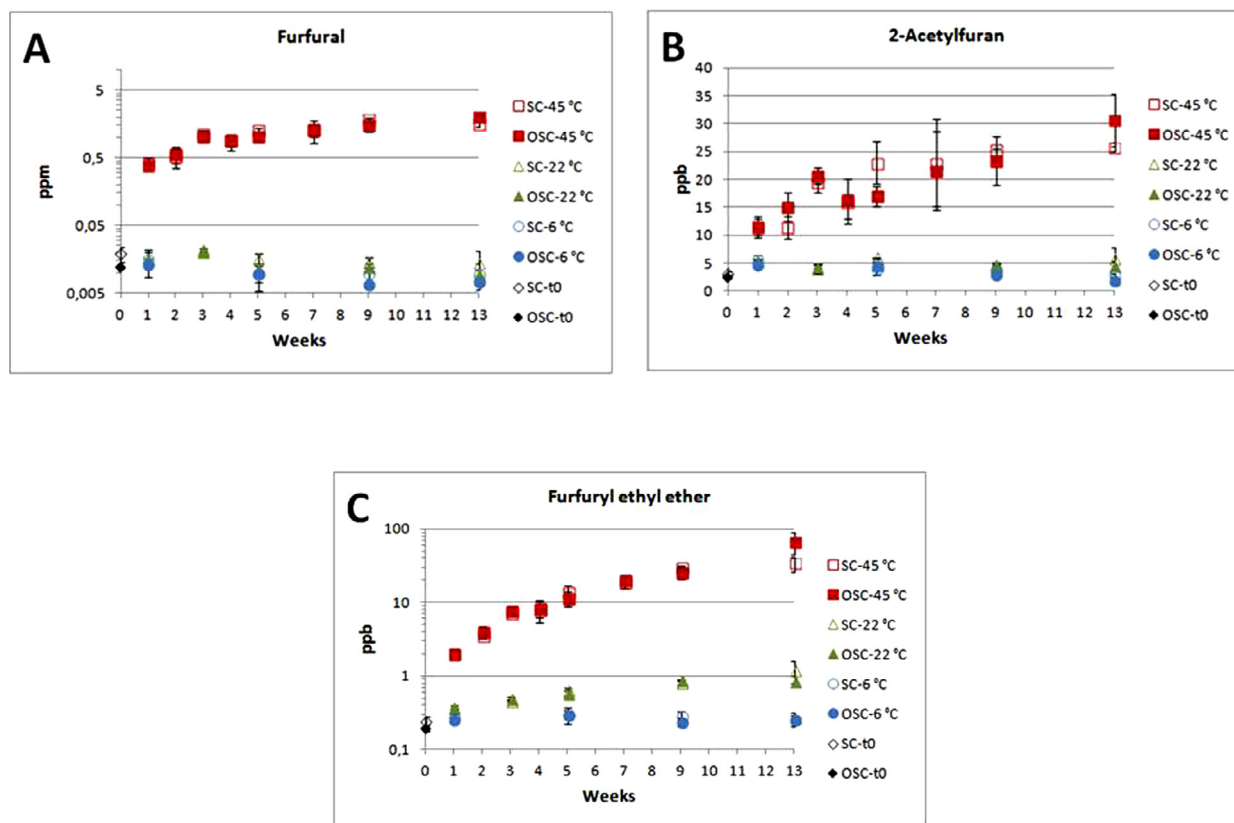 A
Furfural
5
0,5
0,05
0,005
ppm
0 1 2 3 4 5 6 7 8 9 10 11 12 13
Weeks
SC-45 °C
OSC-45 °C
SC-22 °C
OSC-22 °C
SC-6 °C
OSC-6 °C
SC-t0
OSC-t0
B
2-Acetylfuran
40
35
30
25
20
15
10
5
0
ppb
0 1 2 3 4 5 6 7 8 9 10 11 12 13
Weeks
SC-45 °C
OSC-45 °C
SC-22 °C
OSC-22 °C
SC-6 °C
OSC-6 °C
SC-t0
OSC-t0
C
Furfuryl ethyl ether
100
10
1
0,1
ppb
0 1 2 3 4 5 6 7 8 9 10 11 12 13
Weeks
SC-45 °C
OSC-45 °C
SC-22 °C
OSC-22 °C
SC-6 °C
OSC-6 °C
SC-t0
OSC-t0